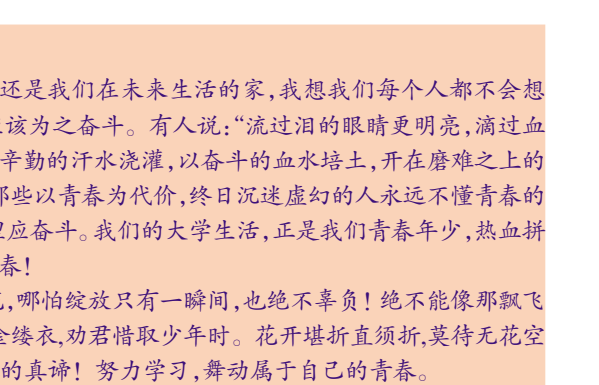 还是我们在未来生活的家,我想我们每个人都不会想
该为之奋斗。有人说:“流过泪的眼睛更明亮,滴过血
辛勤的汗水浇灌,以奋斗的血水培土,开在磨难之上的
那些以青春为代价,终日沉迷虚幻的人永远不懂青春的
应奋斗。我们的大学生活,正是我们青春年少,热血拼
春!
,哪怕绽放只有一瞬间,也绝不辜负!绝不能像那飘飞
金缕衣,劝君惜取少年时。花开堪折直须折,莫待无花空
的真谛!努力学习,舞动属于自己的青春。